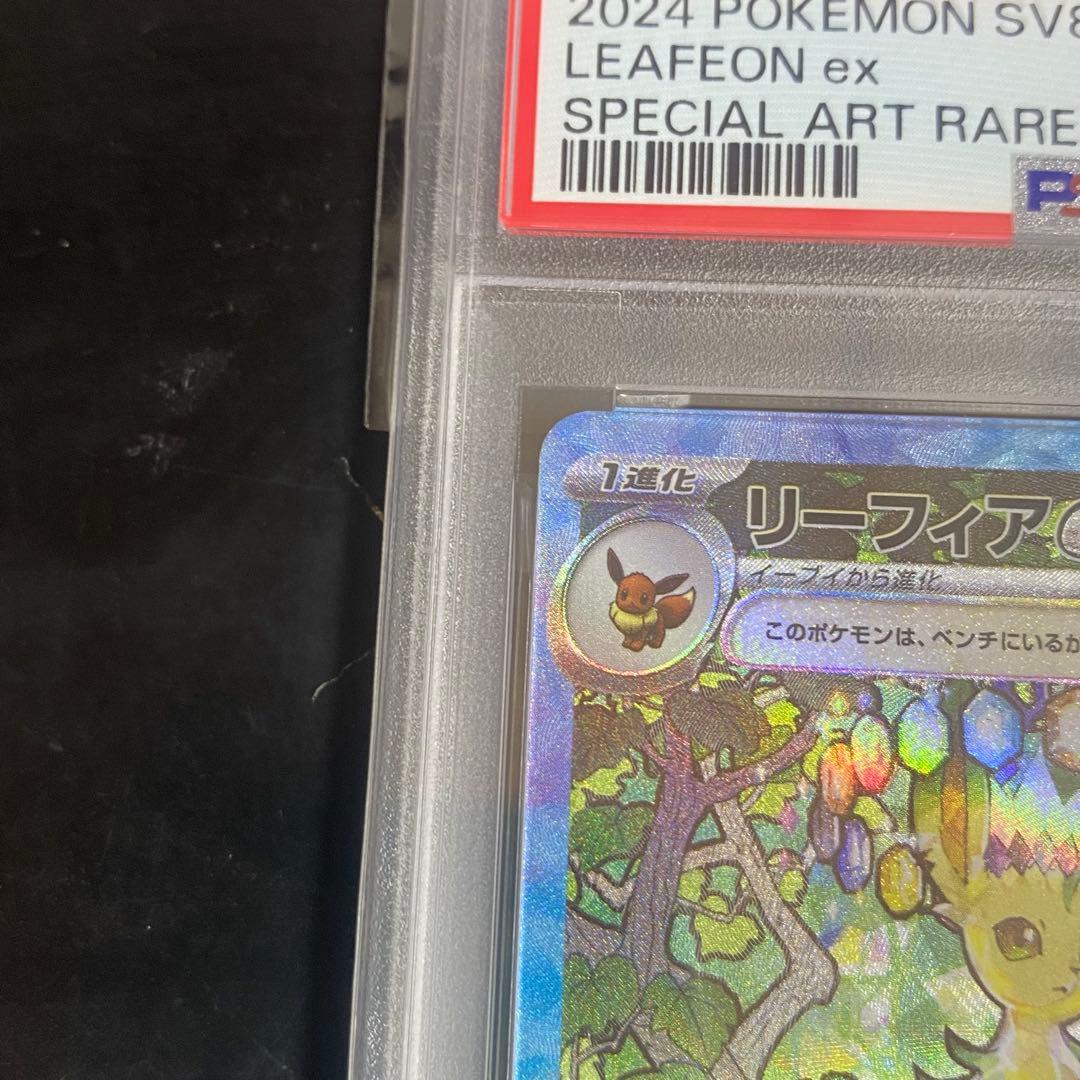 2024 POKEMON SV8
LEAFEON ex
SPECIAL ART RARE
PS
1進化
リーフィア
イーブイから進化
このポケモンは、ベンチにいるか